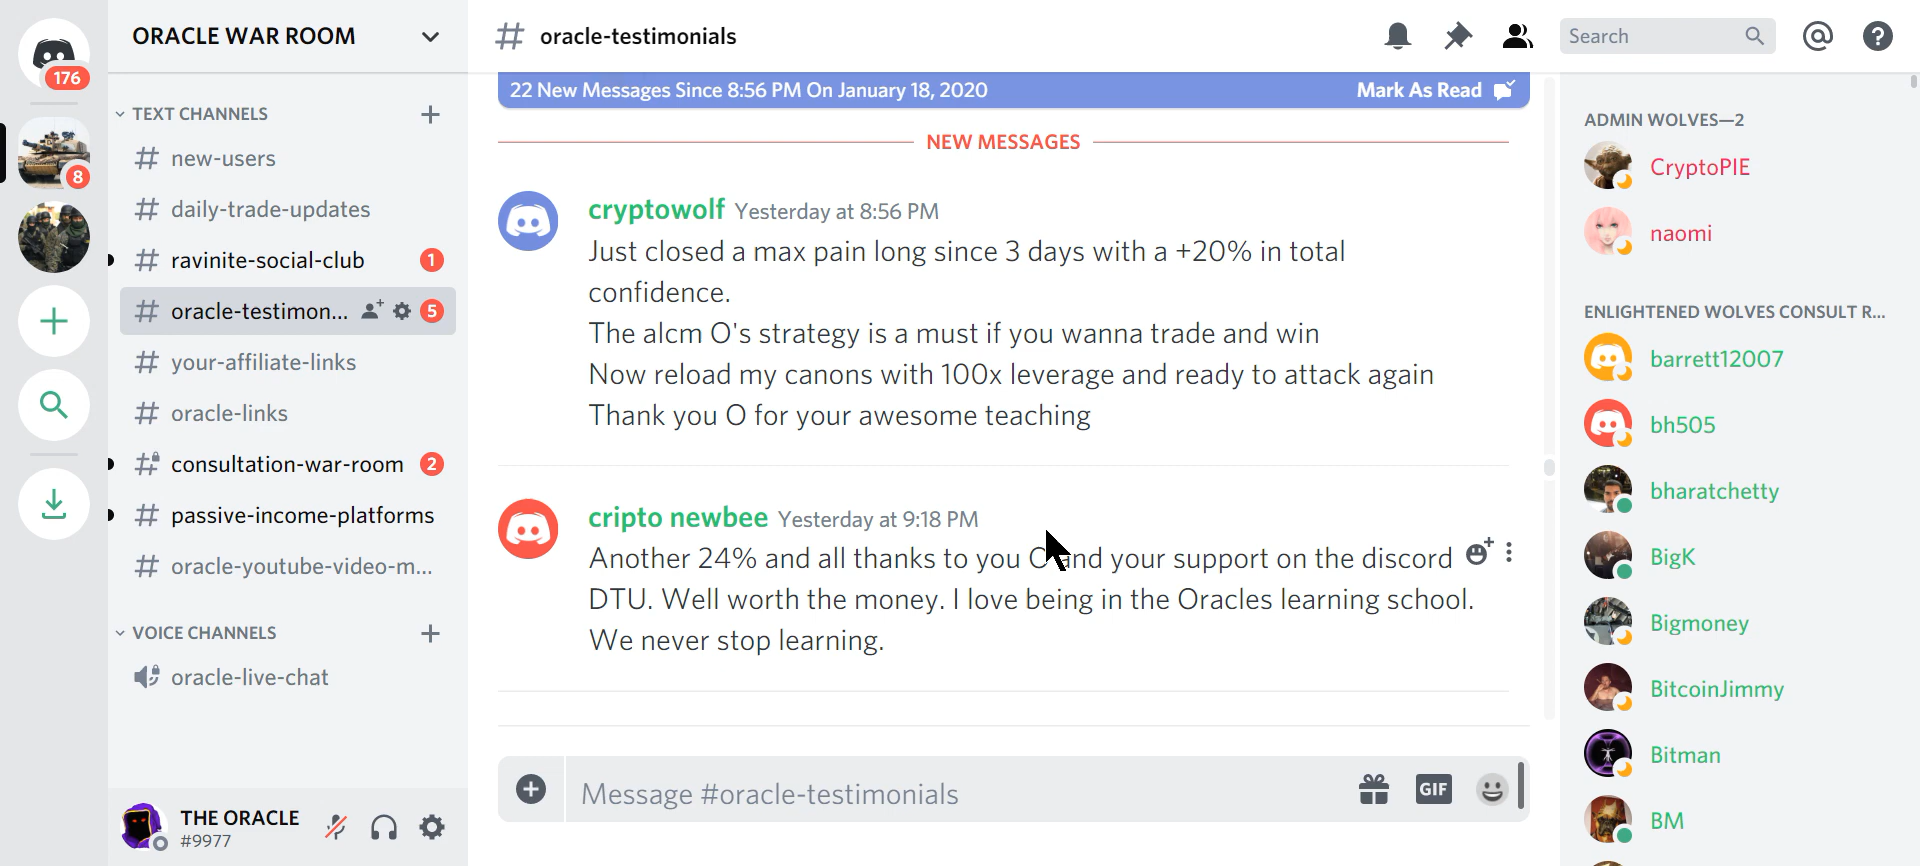 176
8
ORACLE WAR ROOM
TEXT CHANNELS
# new-users
# daily-trade-updates
# ravinite-social-club 1
# oracle-testimon... 5
# your-affiliate-links
# oracle-links
# consultation-war-room 2
# passive-income-platforms
# oracle-youtube-video-m...
VOICE CHANNELS
oracle-live-chat
THE ORACLE
#9977
# oracle-testimonials
Search
22 New Messages Since 8:56 PM On January 18, 2020 Mark As Read
NEW MESSAGES
cryptowolf Yesterday at 8:56 PM
Just closed a max pain long since 3 days with a +20% in total
confidence.
The alcm O's strategy is a must if you wanna trade and win
Now reload my canons with 100x leverage and ready to attack again
Thank you O for your awesome teaching
cripto newbee Yesterday at 9:18 PM
Another 24% and all thanks to you O and your support on the discord
DTU. Well worth the money. I love being in the Oracles learning school.
We never stop learning.
Message #oracle-testimonials
GIF
ADMIN WOLVES—2
CryptoPIE
naomi
ENLIGHTENED WOLVES CONSULT R...
barrett12007
bh505
bharatchetty
BigK
Bigmoney
BitcoinJimmy
Bitman
BM